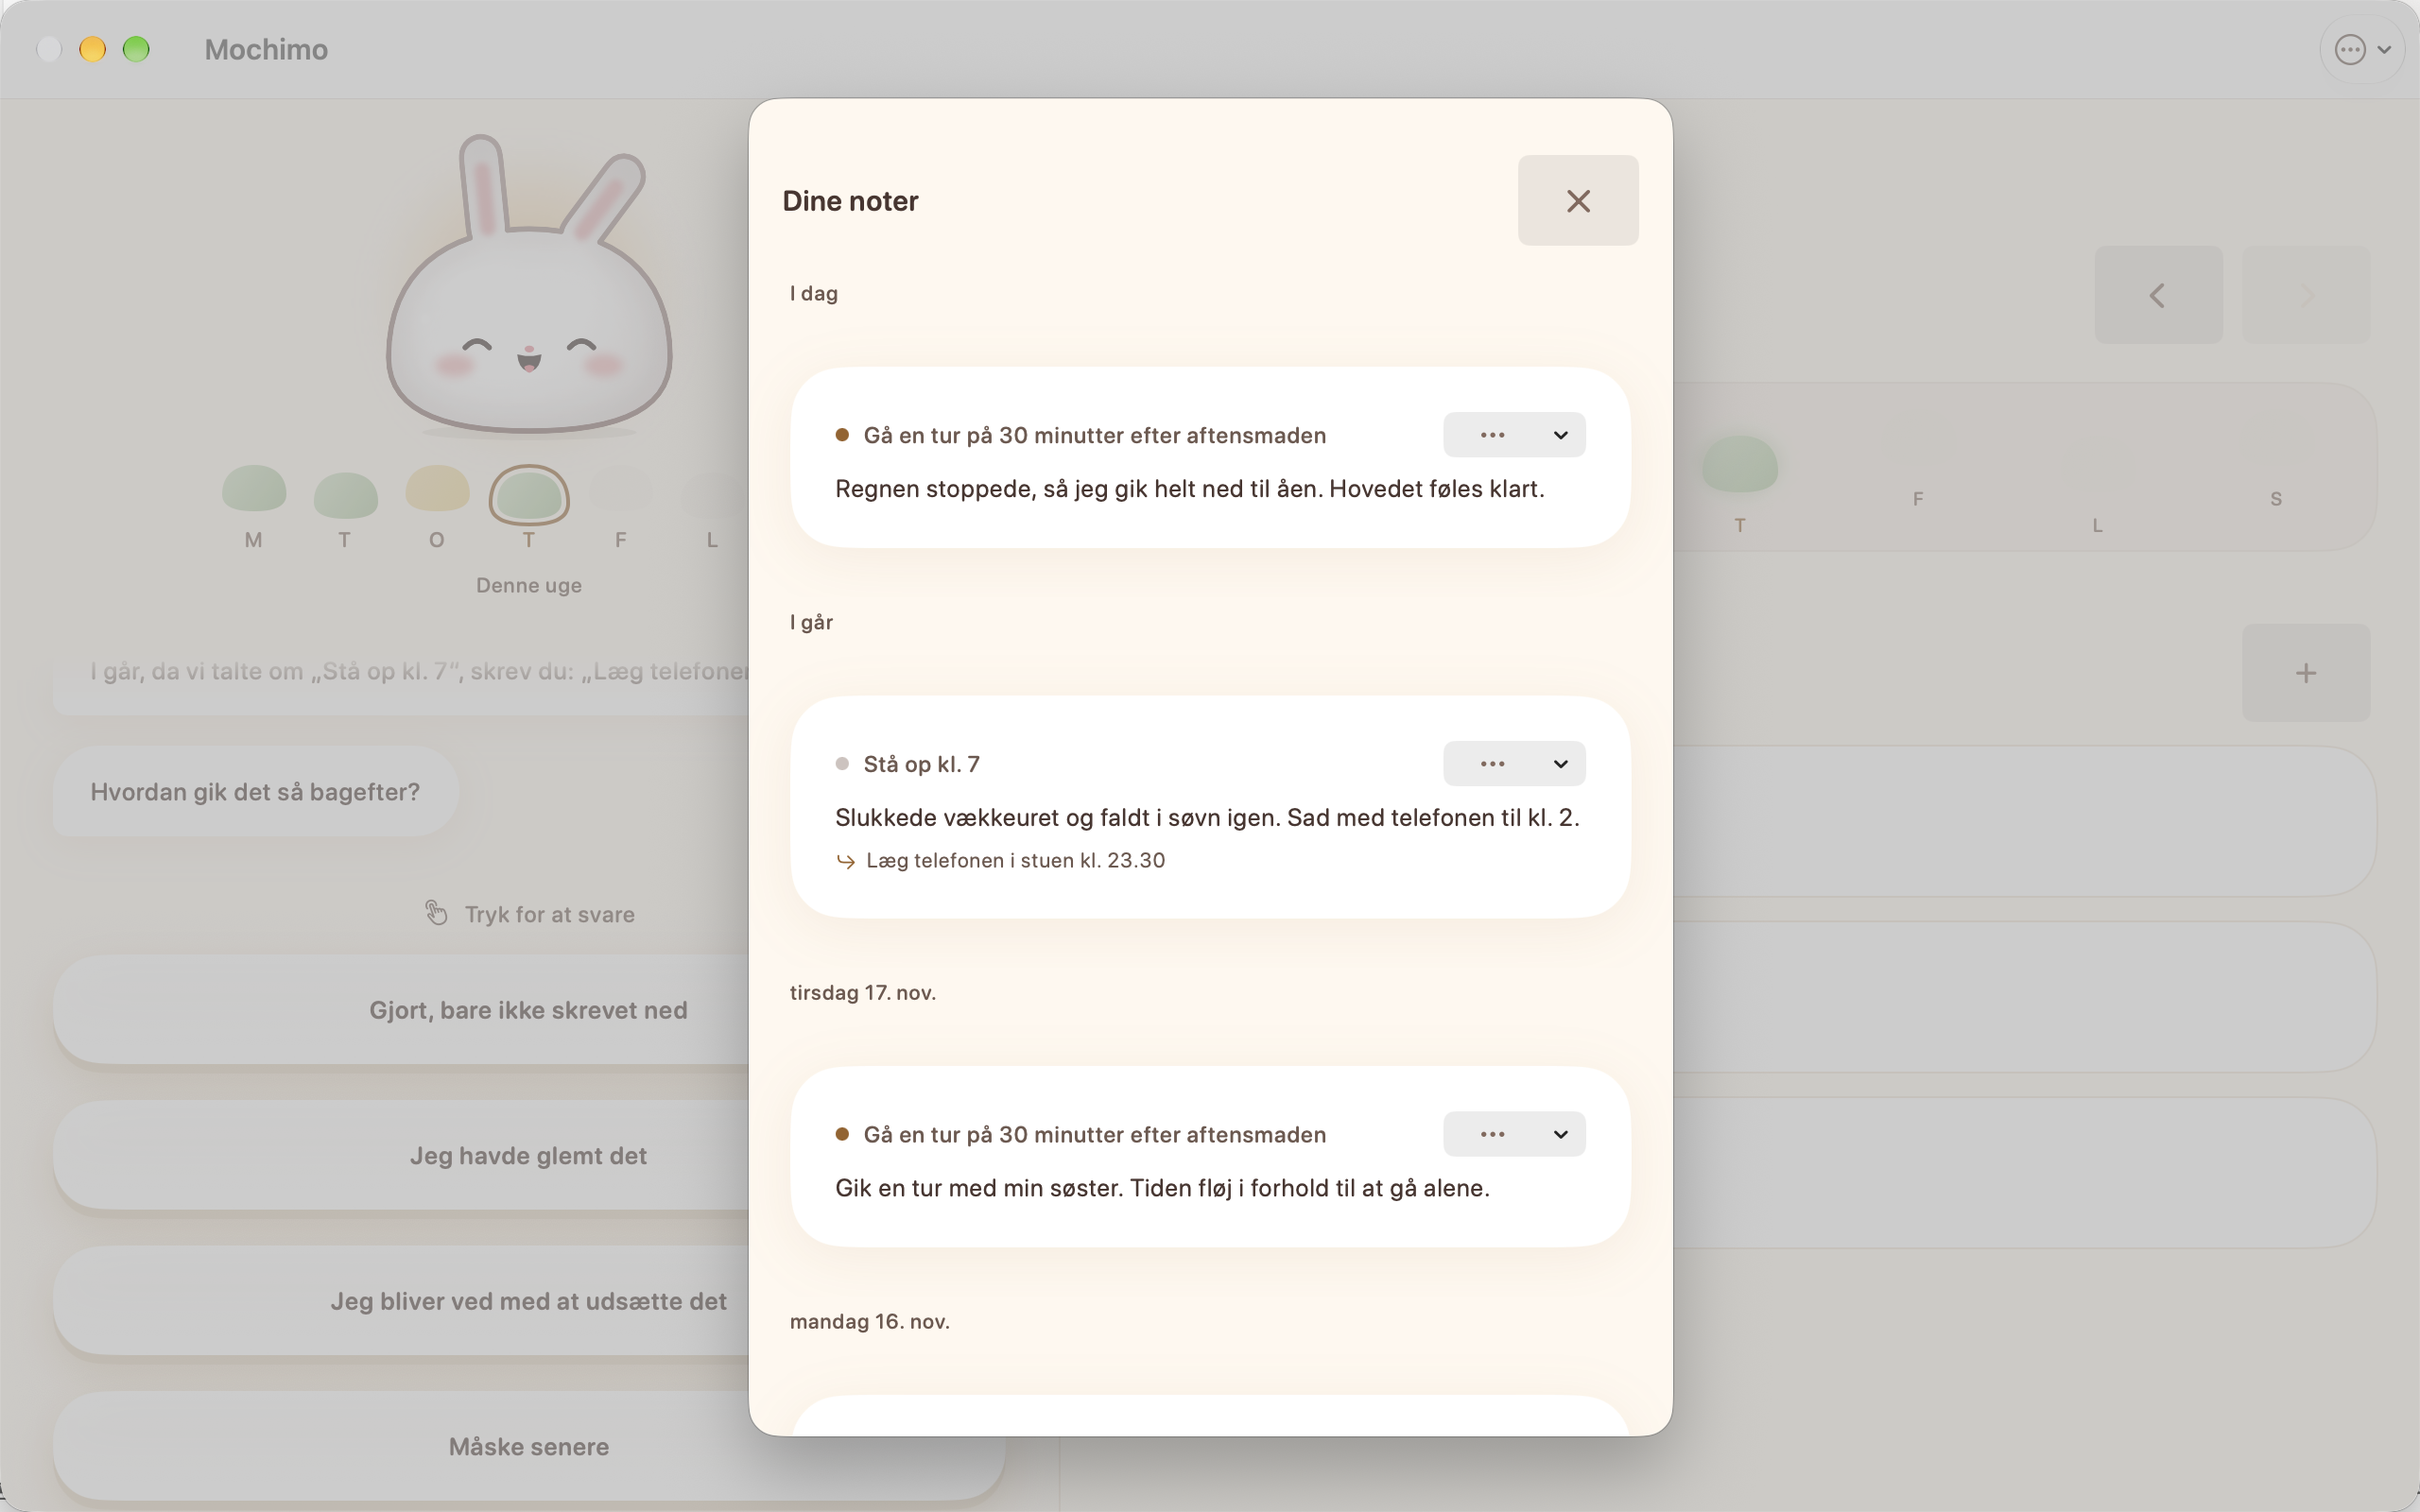 Mochimo
M T O T F L
Denne uge
I går, da vi talte om „Stå op kl. 7“, skrev du: „Læg telefonen
Hvordan gik det så bagefter?
Tryk for at svare
Gjort, bare ikke skrevet ned
Jeg havde glemt det
Jeg bliver ved med at udsætte det
Måske senere
Dine noter
I dag
Gå en tur på 30 minutter efter aftensmaden
Regnen stoppede, så jeg gik helt ned til åen. Hovedet føles klart.
I går
Stå op kl. 7
Slukkede vækkeuret og faldt i søvn igen. Sad med telefonen til kl. 2.
Læg telefonen i stuen kl. 23.30
tirsdag 17. nov.
Gå en tur på 30 minutter efter aftensmaden
Gik en tur med min søster. Tiden fløj i forhold til at gå alene.
mandag 16. nov.
T F L S